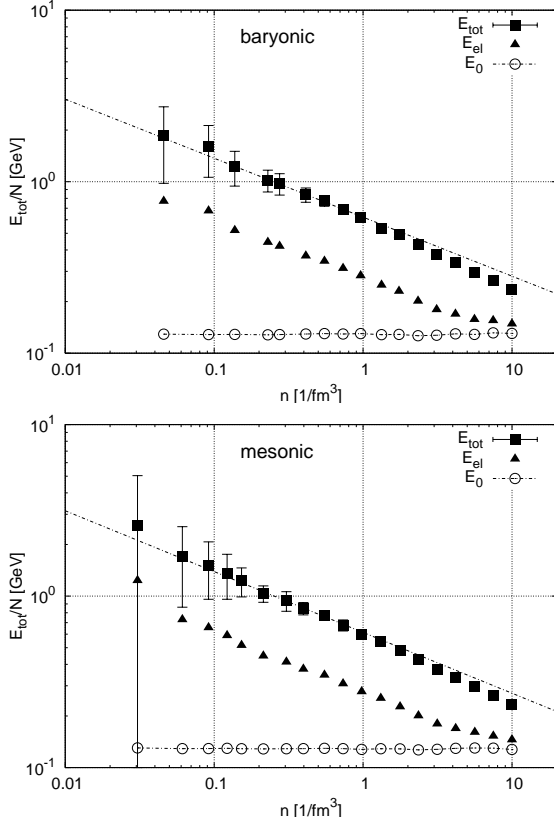 10^1
baryonic
E_tot
E_el
E_0
E_tot/N [GeV]
10^0
10^-1
0.01 0.1 1 10
n [1/fm^3]
10^1
mesonic
E_tot
E_el
E_0
E_tot/N [GeV]
10^0
10^-1
0.01 0.1 1 10
n [1/fm^3]